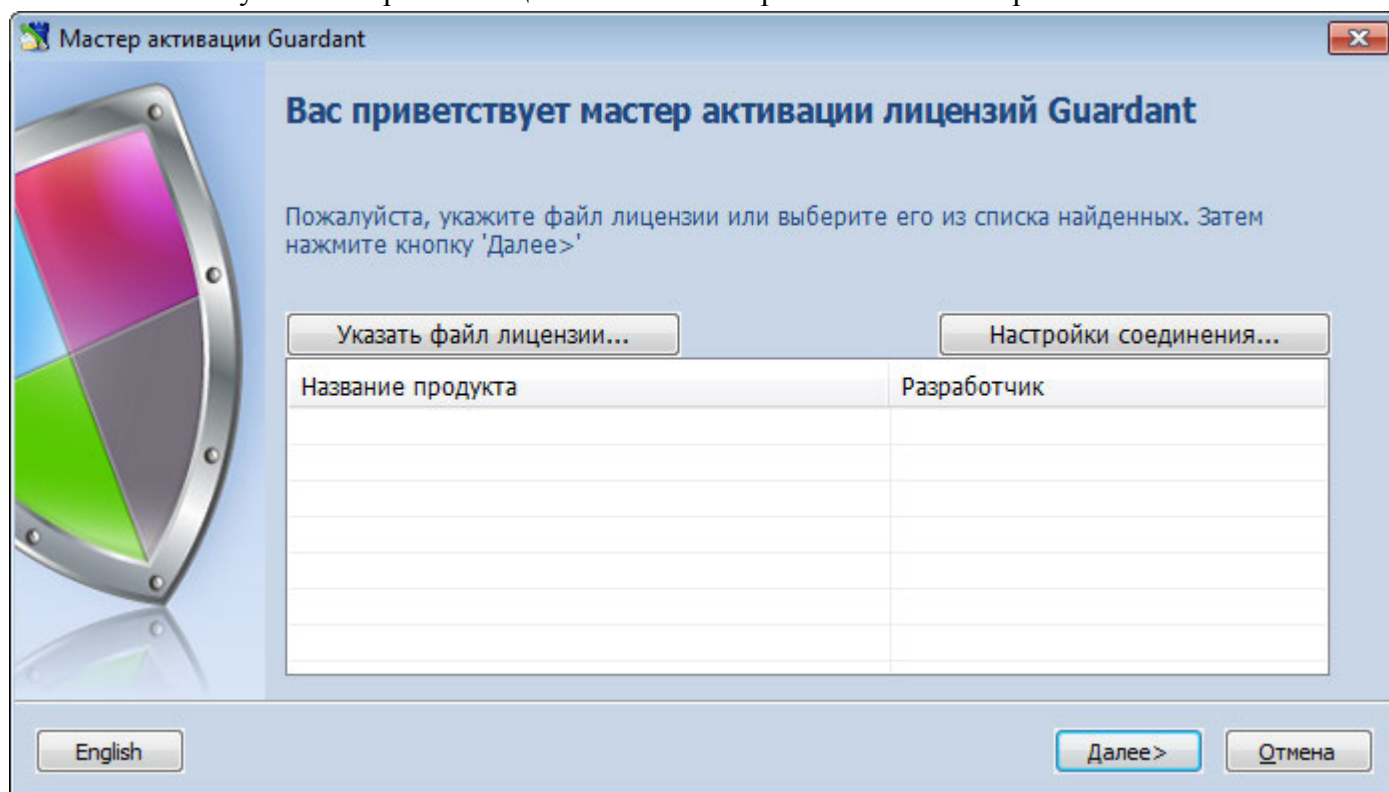 Мастер активации Guardant
Вас приветствует мастер активации лицензий Guardant
Пожалуйста, укажите файл лицензии или выберите его из списка найденных. Затем
нажмите кнопку 'Далее>'
Указать файл лицензии...
Настройки соединения...
Название продукта
Разработчик
English
Далее>
Отмена